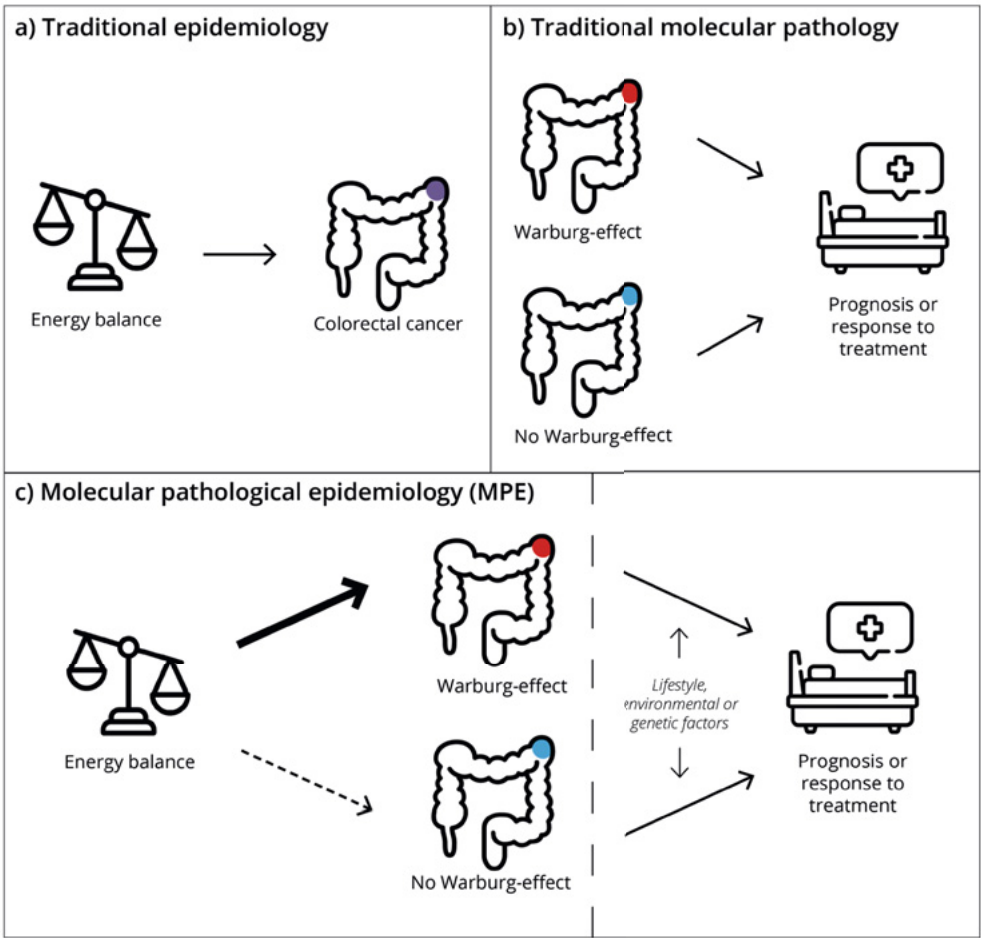 a) Traditional epidemiology
Energy balance
Colorectal cancer
b) Traditional molecular pathology
Warburg-effect
No Warburg-effect
Prognosis or
response to
treatment
c) Molecular pathological epidemiology (MPE)
Energy balance
Warburg-effect
No Warburg-effect
Lifestyle,
environmental or
genetic factors
Prognosis or
response to
treatment